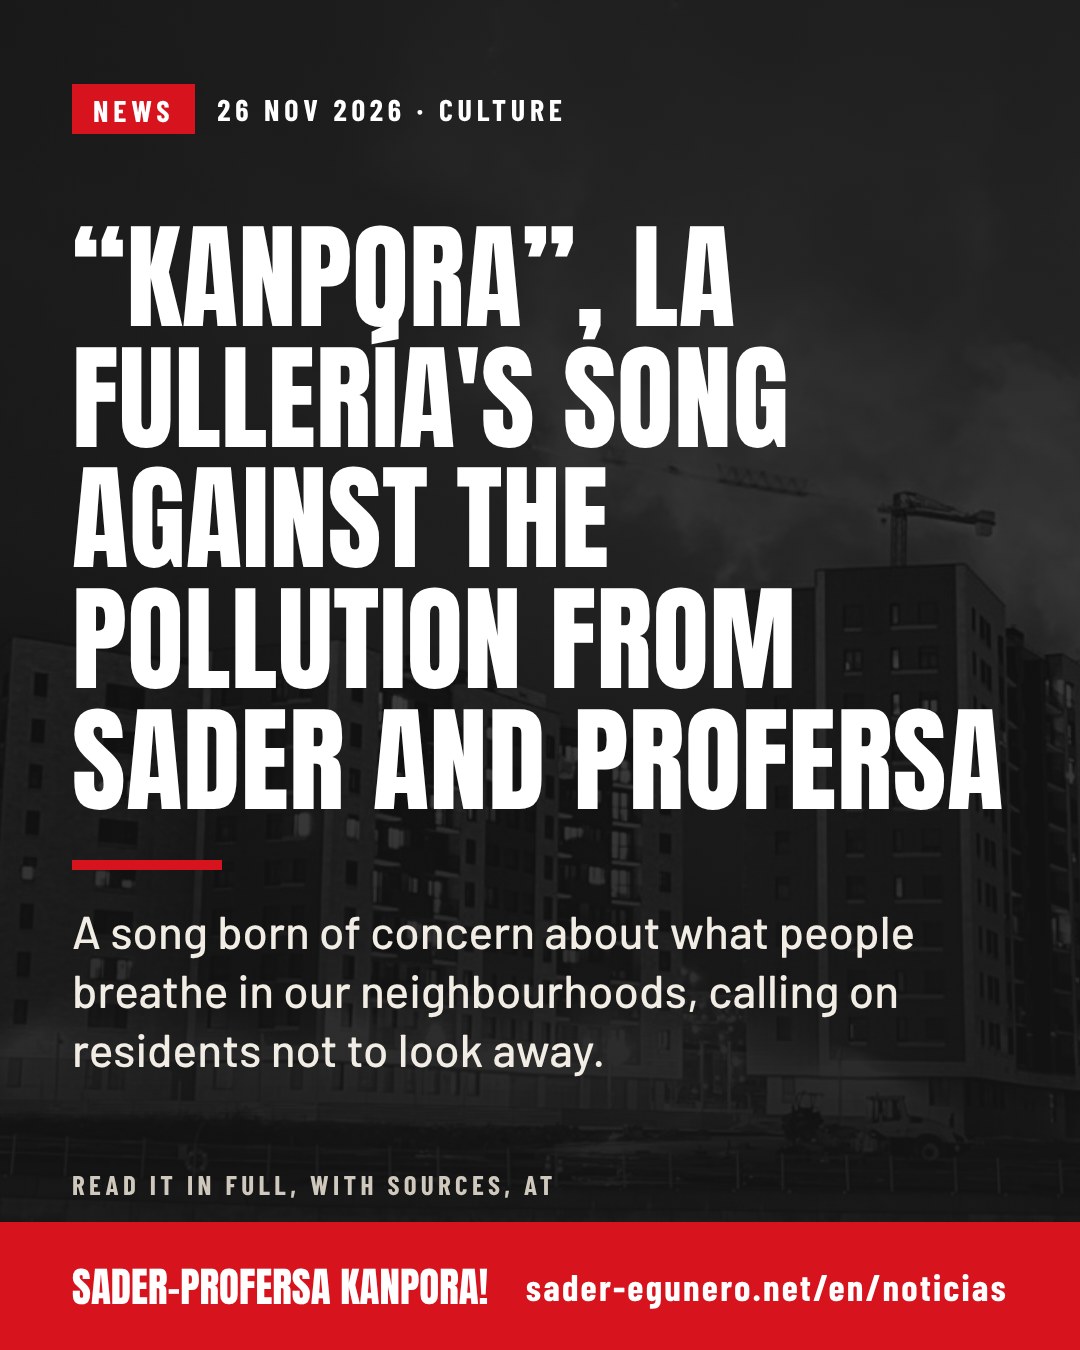 NEWS 26 NOV 2026 · CULTURE
“KANPORA”, LA
FULLERÍA'S SONG
AGAINST THE
POLLUTION FROM
SADER AND PROFERSA
A song born of concern about what people
breathe in our neighbourhoods, calling on
residents not to look away.
READ IT IN FULL, WITH SOURCES, AT
SADER-PROFERSA KANPORA! sader-egunero.net/en/noticias